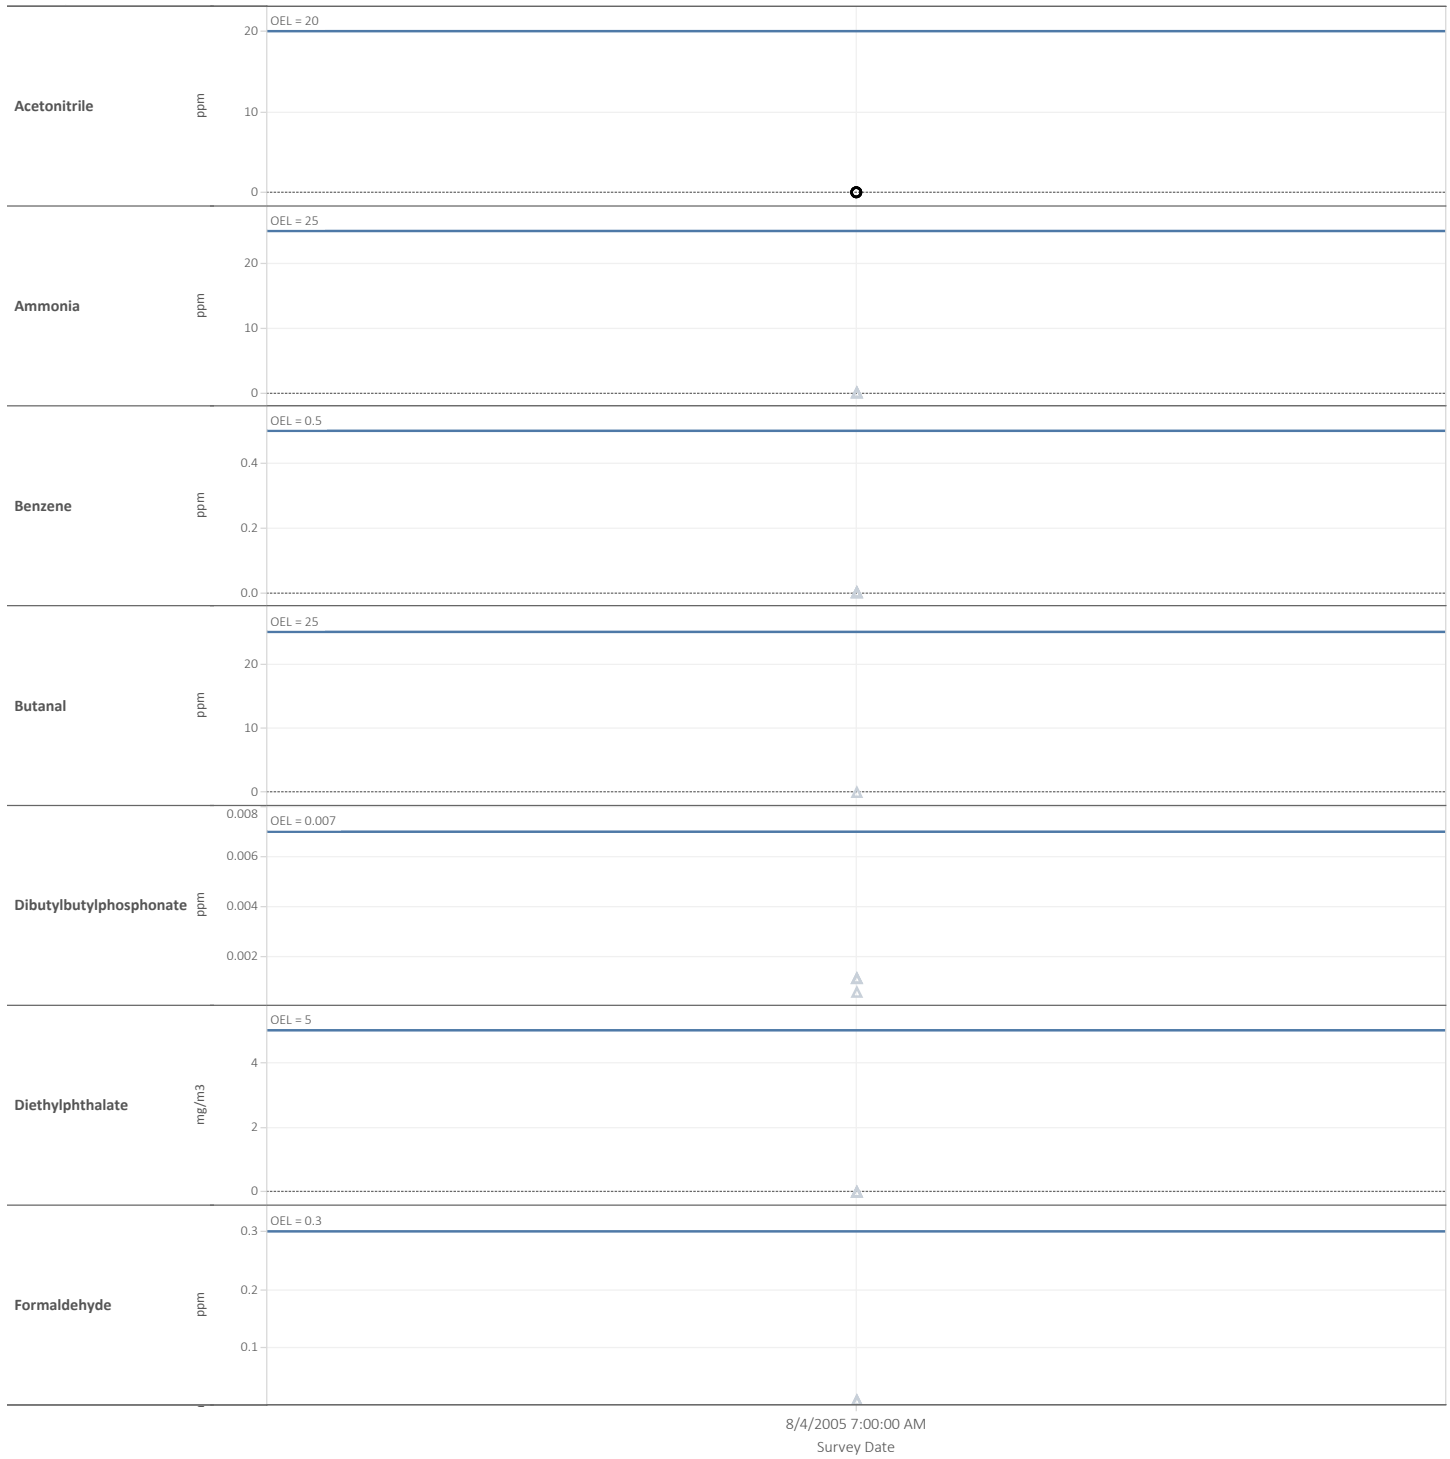 OEL = 20
20
Acetonitrile
ppm
10
0
OEL = 25
20
Ammonia
ppm
10
0
OEL = 0.5
0.4
Benzene
ppm
0.2
0.0
OEL = 25
20
Butanal
ppm
10
0
0.008
OEL = 0.007
0.006
Dibutylbutylphosphonate
ppm
0.004
0.002
OEL = 5
4
Diethylphthalate
mg/m3
2
0
OEL = 0.3
0.3
0.2
Formaldehyde
ppm
0.1
8/4/2005 7:00:00 AM
Survey Date